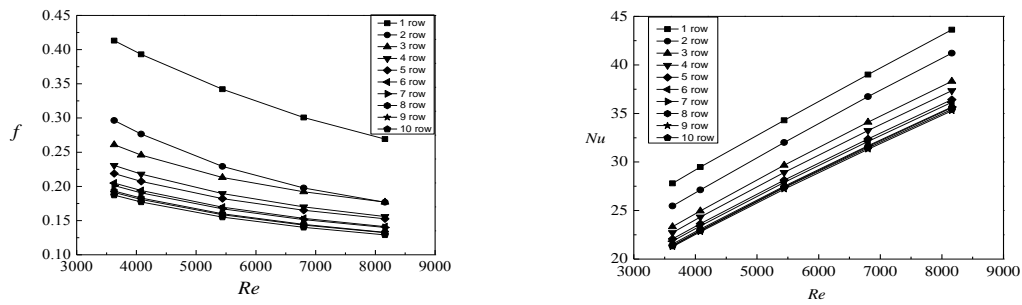 0.45
0.40
0.35
0.30
0.25
0.20
0.15
0.10
f
3000 4000 5000 6000 7000 8000 9000
Re
1 row
2 row
3 row
4 row
5 row
6 row
7 row
8 row
9 row
10 row
45
40
35
30
25
20
Nu
3000 4000 5000 6000 7000 8000 9000
Re
1 row
2 row
3 row
4 row
5 row
6 row
7 row
8 row
9 row
10 row